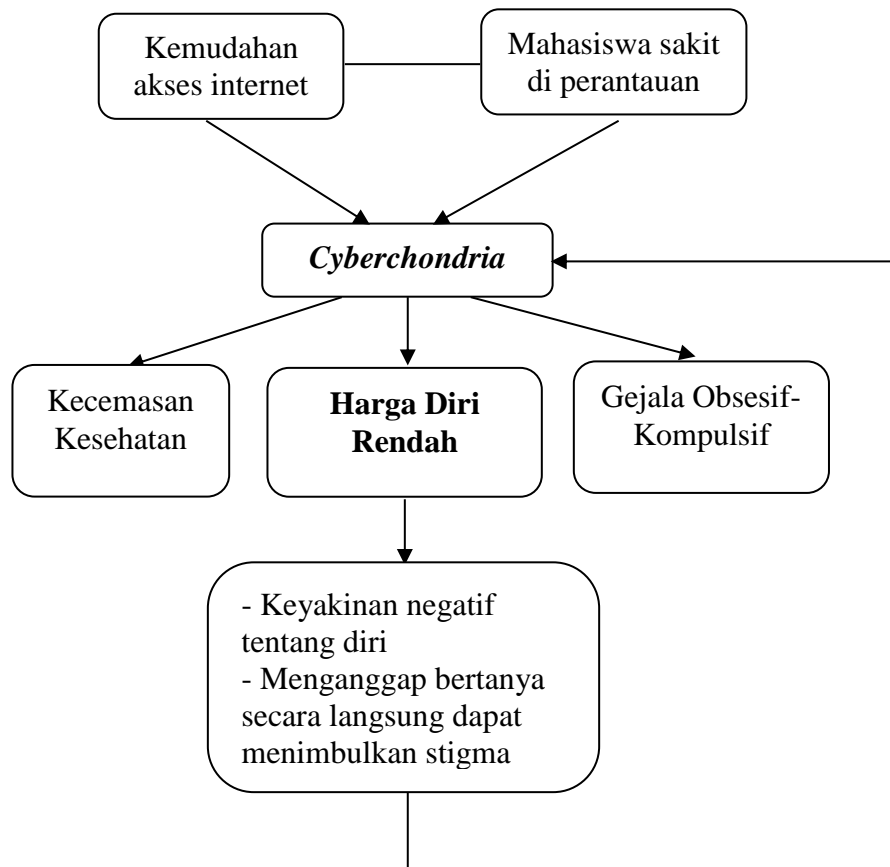 Kemudahan
akses internet
Mahasiswa sakit
di perantauan
Cyberchondria
Kecemasan
Kesehatan
Harga Diri
Rendah
Gejala Obsesif-
Kompulsif
- Keyakinan negatif
tentang diri
- Menganggap bertanya
secara langsung dapat
menimbulkan stigma